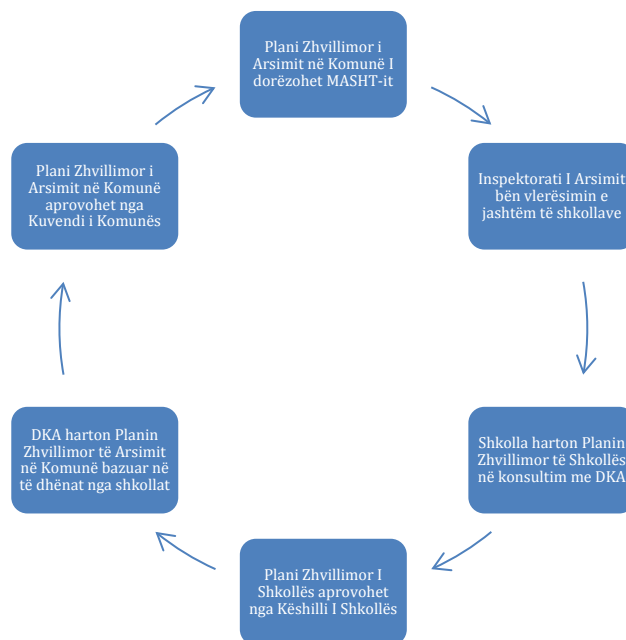 Plani Zhvillimor i
Arsimit në Komunë I
dorëzohet MASHT-it
Inspektorati I Arsimit
bën vlerësimin e
jashtëm të shkollave
Shkolla harton Planin
Zhvillimor të Shkollës
në konsultim me DKA
Plani Zhvillimor I
Shkollës aprovohet
nga Këshilli I Shkollës
DKA harton Planin
Zhvillimor të Arsimit
në Komunë bazuar në
të dhënat nga shkollat
Plani Zhvillimor i
Arsimit në Komunë
aprovohet nga
Kuvendi i Komunës